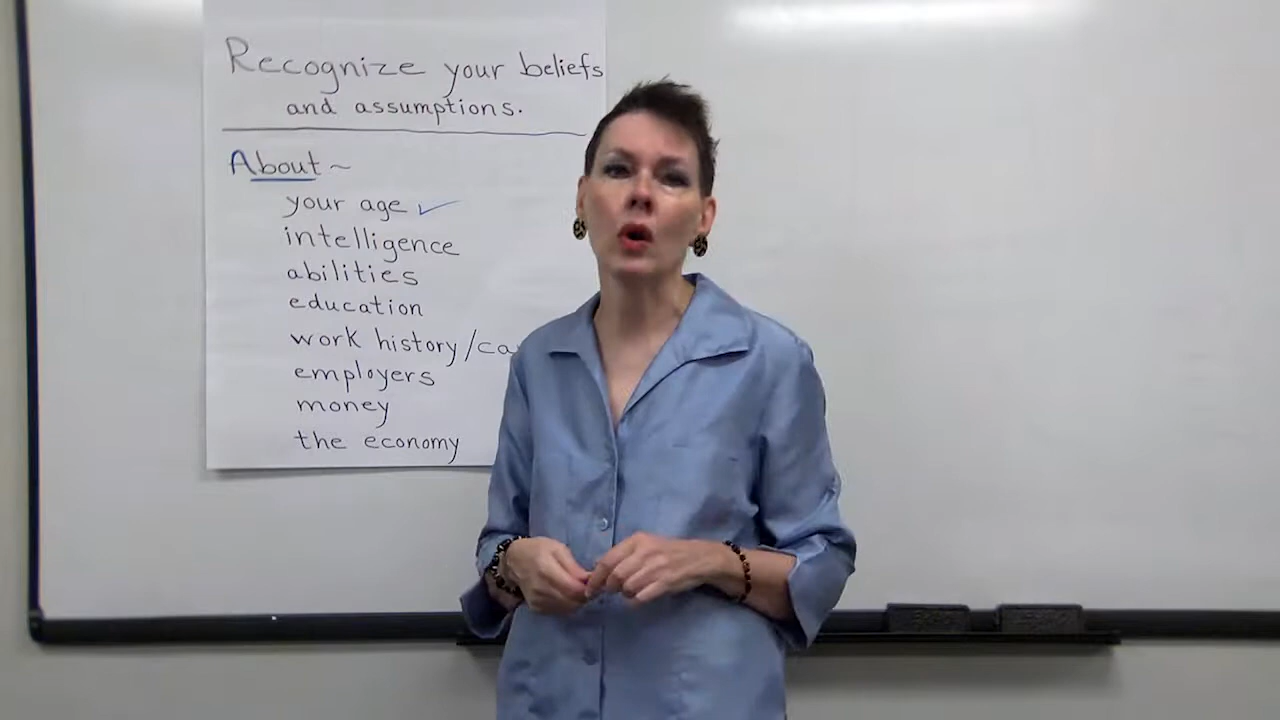 Recognize your beliefs
and assumptions.
About ~
your age ✓
intelligence
abilities
education
work history/
employers
money
the economy